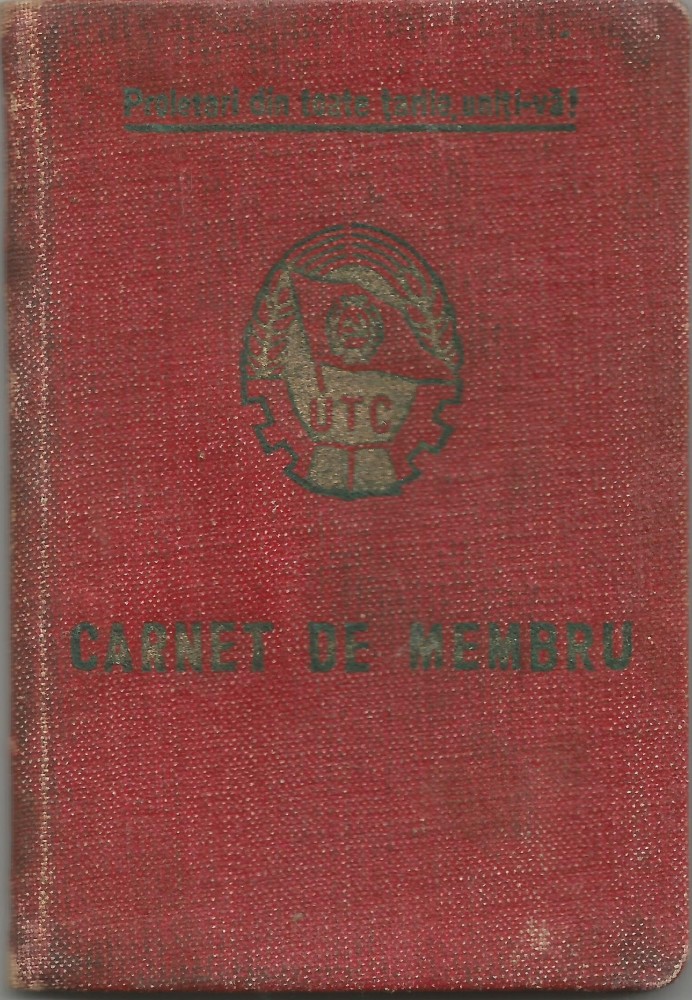 Proletari din toate țările, uniți-vă!
UTC
CARNET DE MEMBRU